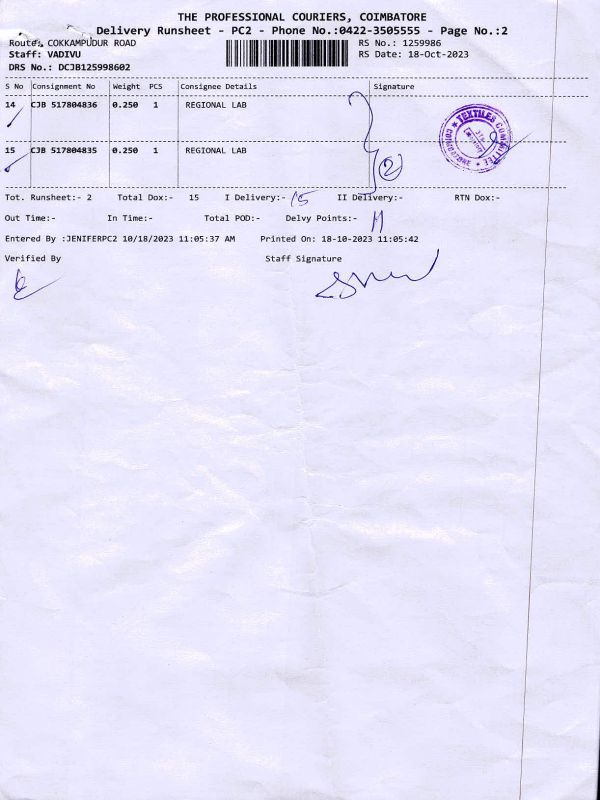 THE PROFESSIONAL COURIERS, COIMBATORE
Delivery Runsheet - PC2 - Phone No.:0422-3505555 - Page No.:2
Route: COKKAMPUDUR ROAD RS No.: 1259986
Staff: VADIVU RS Date: 18-Oct-2023
DRS No.: DCJB125998602
S No Consignment No Weight PCS Consignee Details Signature
14 CJB 517804836 0.250 1 REGIONAL LAB
15 CJB 517804835 0.250 1 REGIONAL LAB
2
TEXTILES COMMITTEE
COIMBATORE
Tot. Runsheet:- 2 Total Dox:- 15 I Delivery:- 15 II Delivery:- RTN Dox:-
Out Time:- In Time:- Total POD:- Delvy Points:-
Entered By :JENIFERPC2 10/18/2023 11:05:37 AM Printed On: 18-10-2023 11:05:42
Verified By Staff Signature